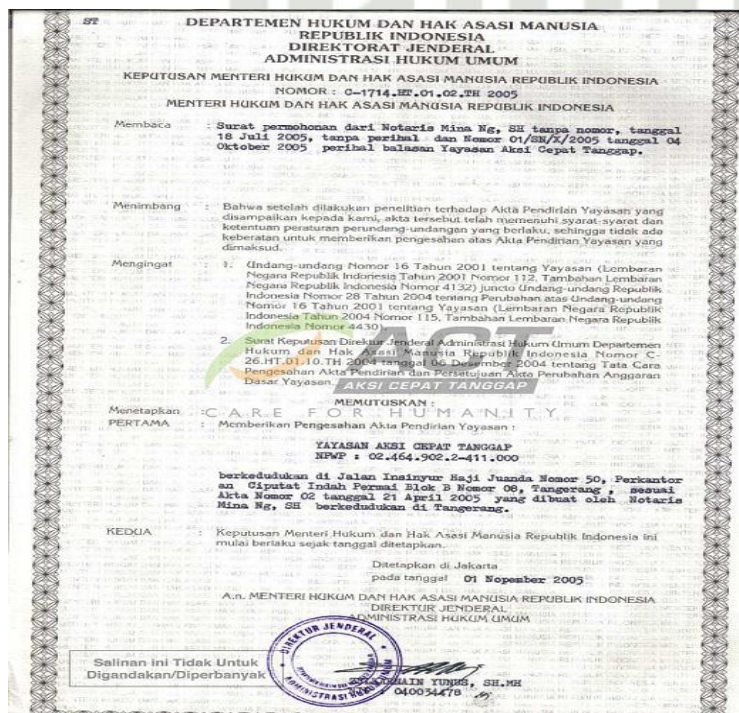 ST
DEPARTEMEN HUKUM DAN HAK ASASI MANUSIA
REPUBLIK INDONESIA
DIREKTORAT JENDERAL
ADMINISTRASI HUKUM UMUM
KEPUTUSAN MENTERI HUKUM DAN HAK ASASI MANUSIA REPUBLIK INDONESIA
NOMOR : C-1714.HT.01.02.TH 2005
MENTERI HUKUM DAN HAK ASASI MANUSIA REPUBLIK INDONESIA
Membaca : Surat permohonan dari Notaris Mina Ng, SH tanpa nomor, tanggal
18 Juli 2005, tanpa perihal dan Nomor 01/SN/X/2005 tanggal 04
Oktober 2005 perihal balasan Yayasan Aksi Cepat Tanggap.
Menimbang : Bahwa setelah dilakukan penelitian terhadap Akta Pendirian Yayasan yang
disampaikan kepada kami, akta tersebut telah memenuhi syarat-syarat dan
ketentuan peraturan perundang-undangan yang berlaku, sehingga tidak ada
keberatan untuk memberikan pengesahan atas Akta Pendirian Yayasan yang
dimaksud.
Mengingat : 1. Undang-undang Nomor 16 Tahun 2001 tentang Yayasan (Lembaran
Negara Republik Indonesia Tahun 2001 Nomor 112, Tambahan Lembaran
Negara Republik Indonesia Nomor 4132) juncto Undang-undang Republik
Indonesia Nomor 28 Tahun 2004 tentang Perubahan atas Undang-undang
Nomor 16 Tahun 2001 tentang Yayasan (Lembaran Negara Republik
Indonesia Tahun 2004 Nomor 115, Tambahan Lembaran Negara Republik
Indonesia Nomor 4430)
2. Surat Keputusan Direktur Jenderal Administrasi Hukum Umum Departemen
Hukum dan Hak Asasi Manusia Republik Indonesia Nomor C-
26.HT.01.10.TH 2004 tanggal 06 Desember 2004 tentang Tata Cara
Pengesahan Akta Pendirian dan Persetujuan Akta Perubahan Anggaran
Dasar Yayasan.
ACT
AKSI CEPAT TANGGAP
CARE FOR HUMANITY
MEMUTUSKAN :
Menetapkan :
PERTAMA : Memberikan Pengesahan Akta Pendirian Yayasan :
YAYASAN AKSI CEPAT TANGGAP
NPWP : 02.464.902.2-411.000
berkedudukan di Jalan Insinyur Haji Juanda Nomor 50, Perkantor
an Ciputat Indah Permai Blok B Nomor 08, Tangerang , sesuai
Akta Nomor 02 tanggal 21 April 2005 yang dibuat oleh Notaris
Mina Ng, SH berkedudukan di Tangerang.
KEDUA : Keputusan Menteri Hukum dan Hak Asasi Manusia Republik Indonesia ini
mulai berlaku sejak tanggal ditetapkan.
Ditetapkan di Jakarta
pada tanggal 01 Nopember 2005
A.n. MENTERI HUKUM DAN HAK ASASI MANUSIA REPUBLIK INDONESIA
DIREKTUR JENDERAL
ADMINISTRASI HUKUM UMUM
DIREKTUR JENDERAL
ADMINISTRASI HUKUM UMUM
Salinan ini Tidak Untuk
Digandakan/Diperbanyak
YUNUS, SH.MH
040034478